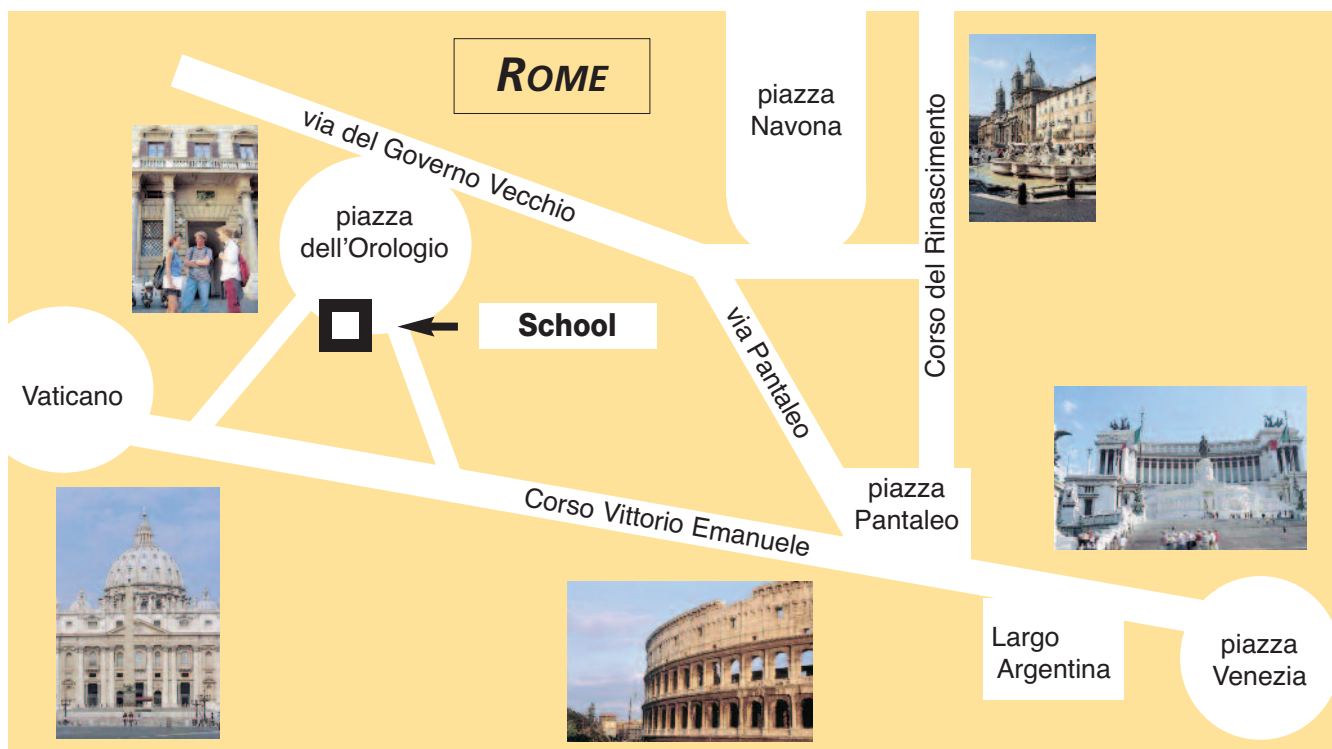 ROME
via del Governo Vecchio
piazza
Navona
Corso del Rinascimento
piazza
dell'Orologio
School
via Pantaleo
Vaticano
Corso Vittorio Emanuele
piazza
Pantaleo
Largo
Argentina
piazza
Venezia